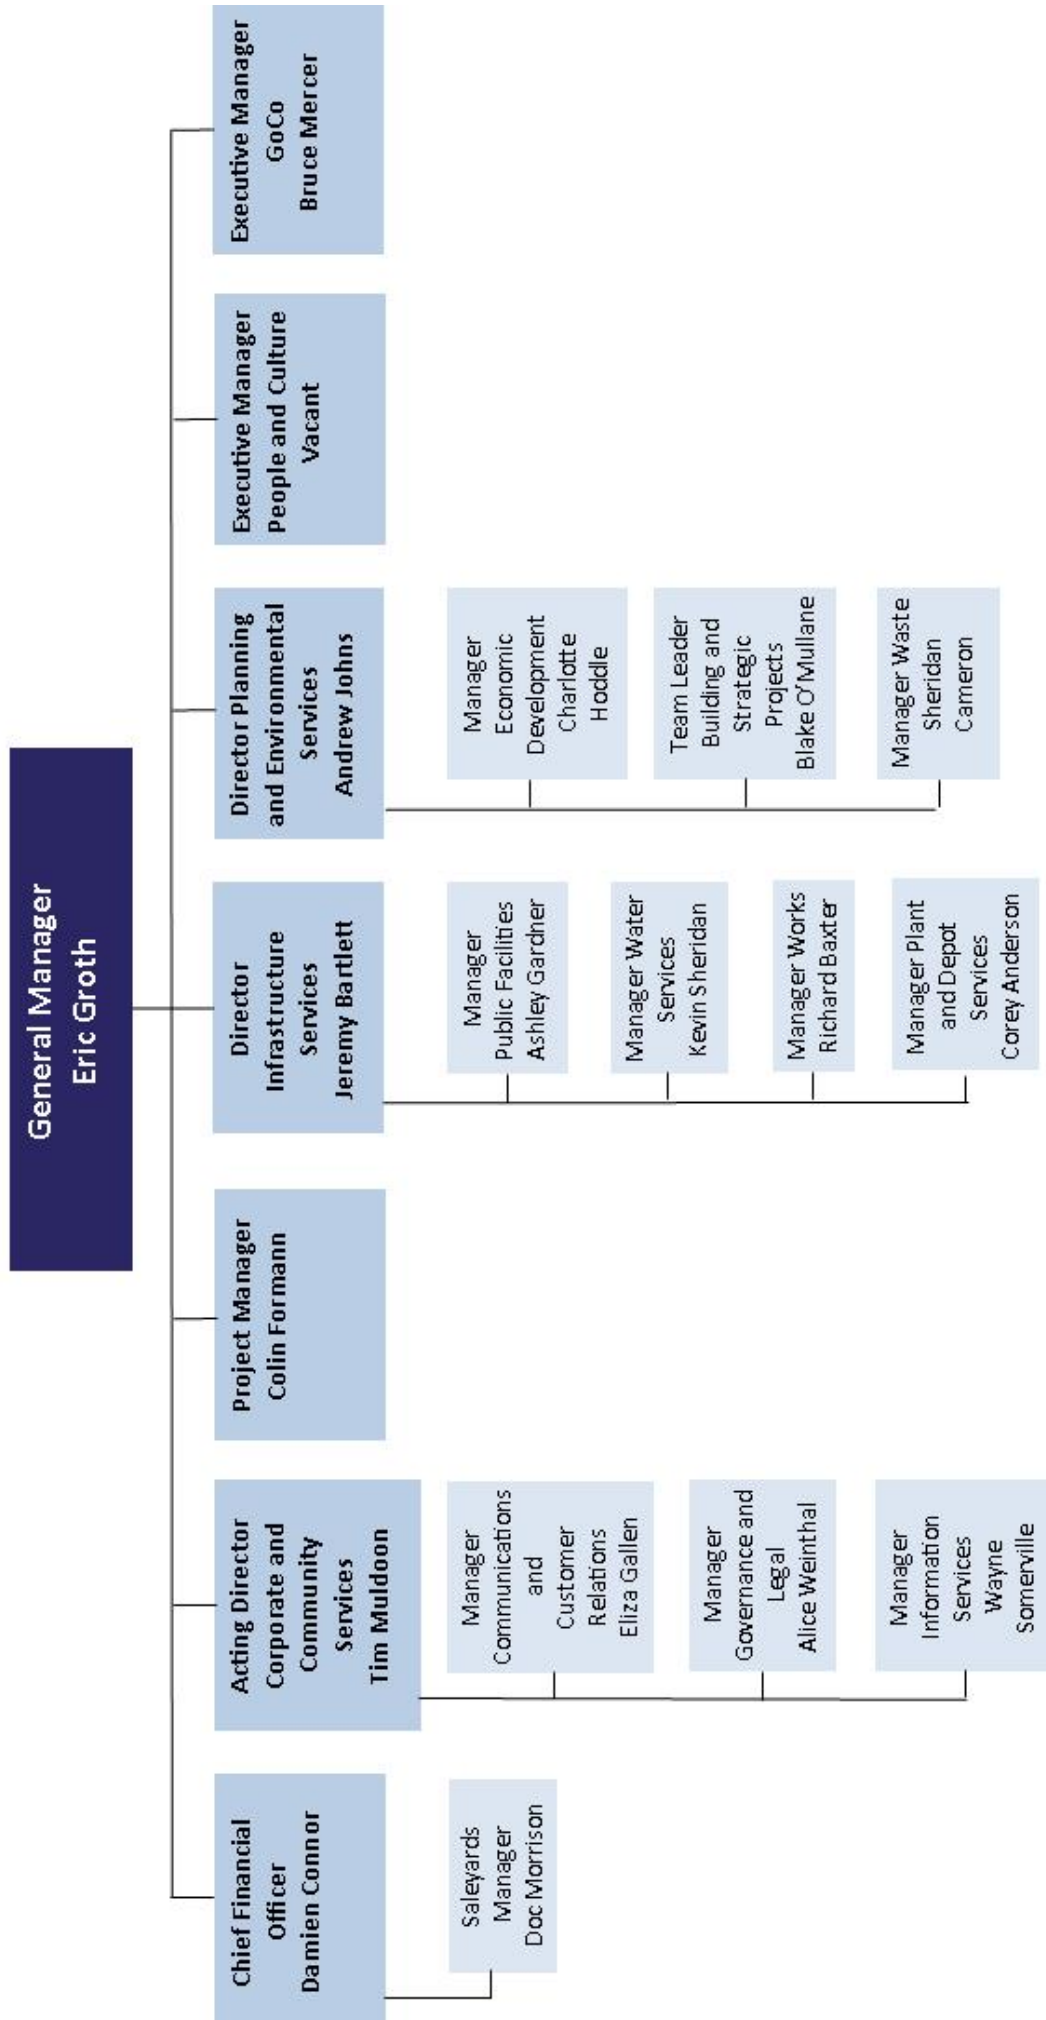 General Manager
Eric Groth
Chief Financial
Officer
Damien Connor
Acting Director
Corporate and
Community
Services
Tim Muldoon
Project Manager
Colin Formann
Director
Infrastructure
Services
Jeremy Bartlett
Director Planning
and Environmental
Services
Andrew Johns
Executive Manager
People and Culture
Vacant
Executive Manager
GoCo
Bruce Mercer
Saleyards
Manager
Doc Morrison
Manager
Communications
and
Customer
Relations
Eliza Gallen
Manager
Governance and
Legal
Alice Weinthal
Manager
Information
Services
Wayne
Somerville
Manager
Public Facilities
Ashley Gardner
Manager Water
Services
Kevin Sheridan
Manager Works
Richard Baxter
Manager Plant
and Depot
Services
Corey Anderson
Manager
Economic
Development
Charlotte
Hoddle
Team Leader
Building and
Strategic
Projects
Blake O'Mullane
Manager Waste
Sheridan
Cameron